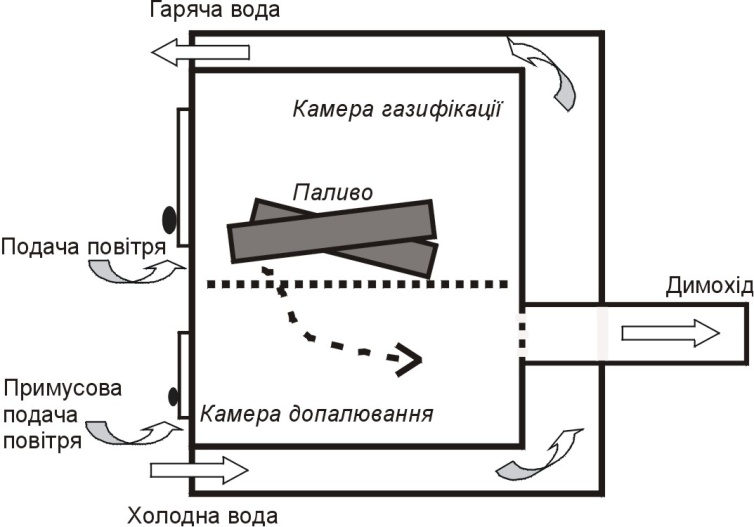 Гаряча вода
Камера газифікації
Паливо
Подача повітря
Димохід
Примусова
подача
повітря
Камера допалювання
Холодна вода